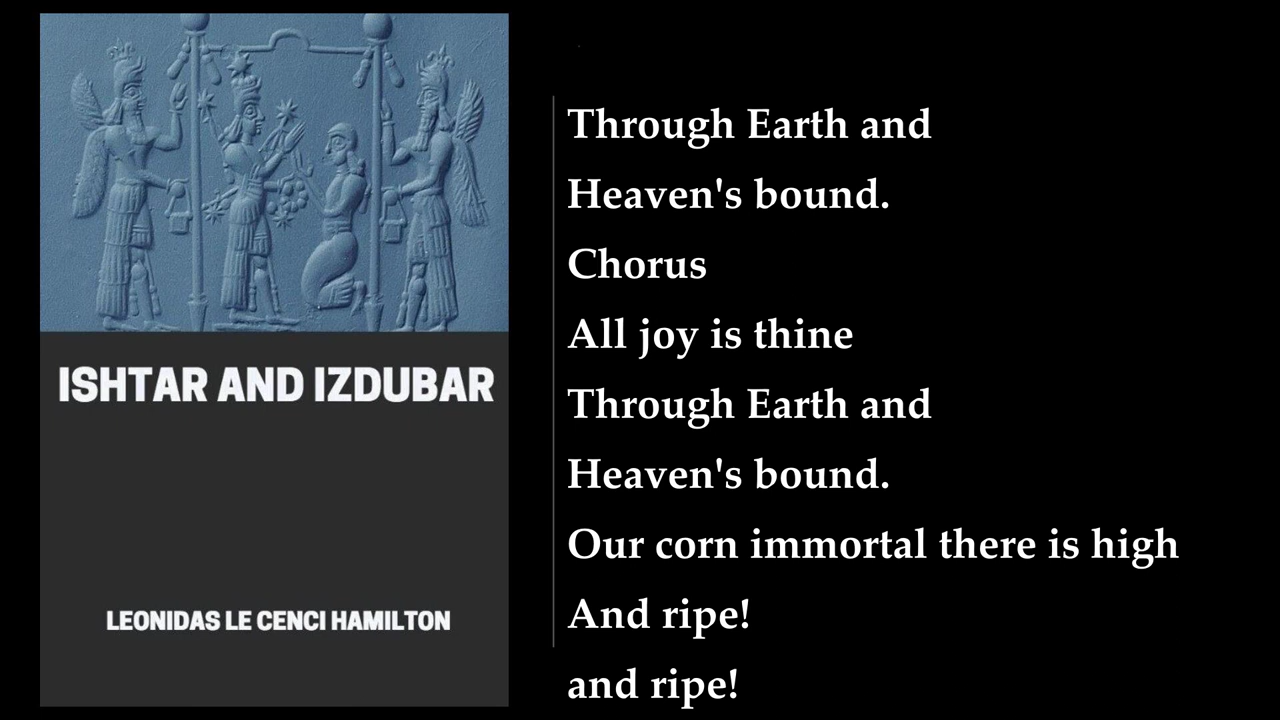 ISHTAR AND IZDUBAR
LEONIDAS LE CENCI HAMILTON
Through Earth and
Heaven's bound.
Chorus
All joy is thine
Through Earth and
Heaven's bound.
Our corn immortal there is high
And ripe!
and ripe!